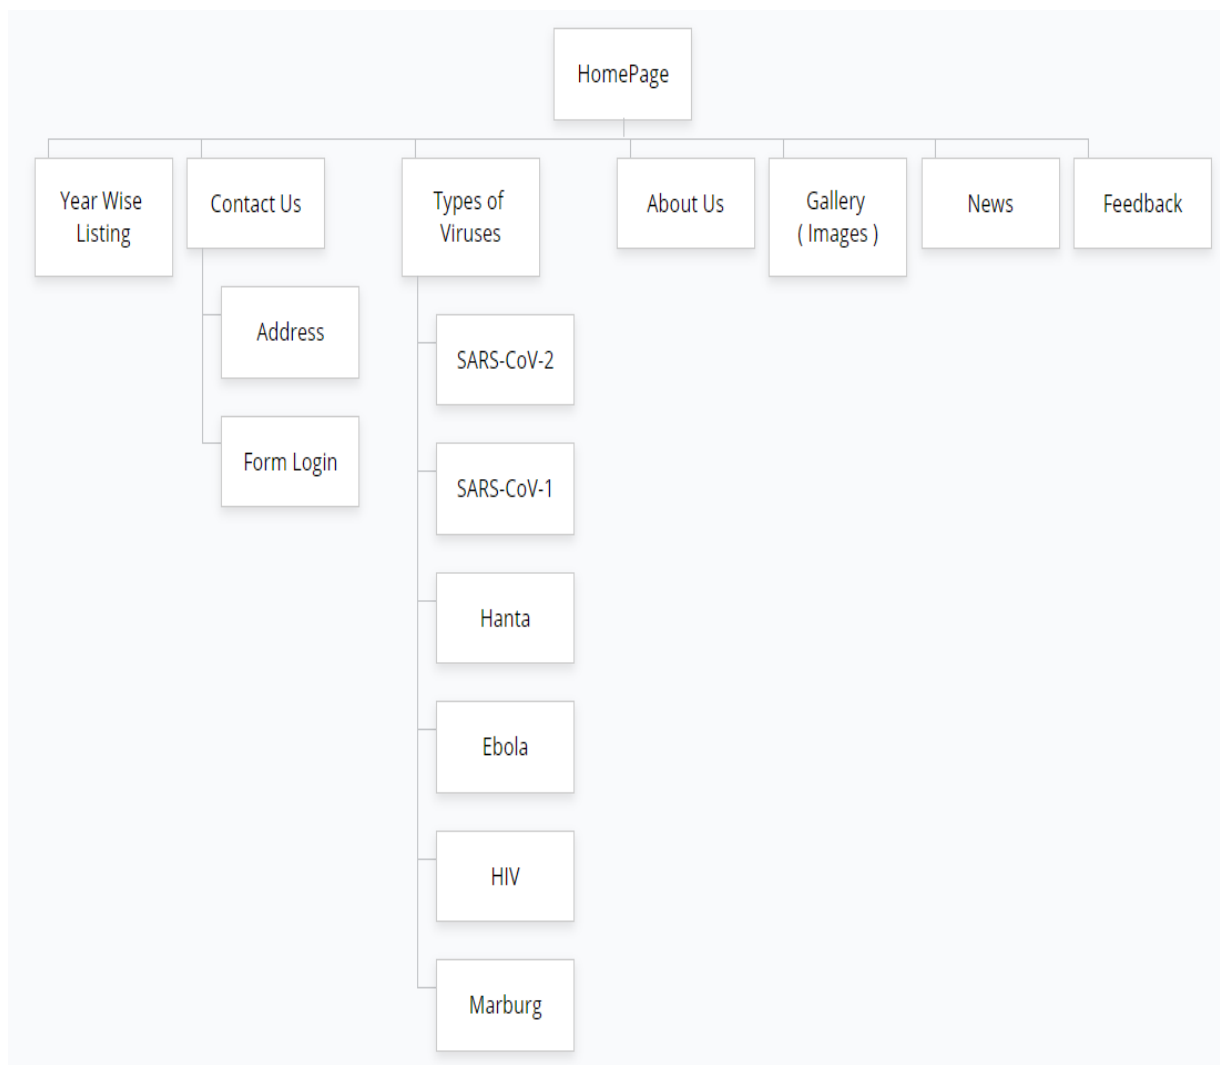 HomePage
Year Wise
Listing
Contact Us
Types of
Viruses
About Us
Gallery
( Images )
News
Feedback
Address
Form Login
SARS-CoV-2
SARS-CoV-1
Hanta
Ebola
HIV
Marburg